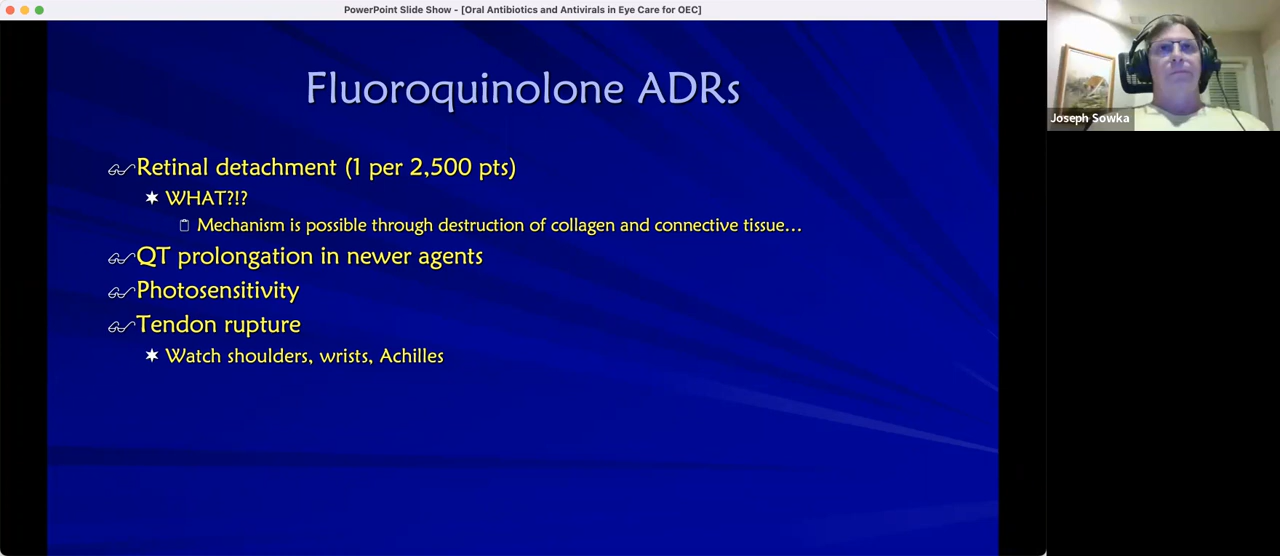 PowerPoint Slide Show - [Oral Antibiotics and Antivirals in Eye Care for OEC]
Fluoroquinolone ADRs
Retinal detachment (1 per 2,500 pts)
WHAT?!?
Mechanism is possible through destruction of collagen and connective tissue…
QT prolongation in newer agents
Photosensitivity
Tendon rupture
Watch shoulders, wrists, Achilles
Joseph Sowka